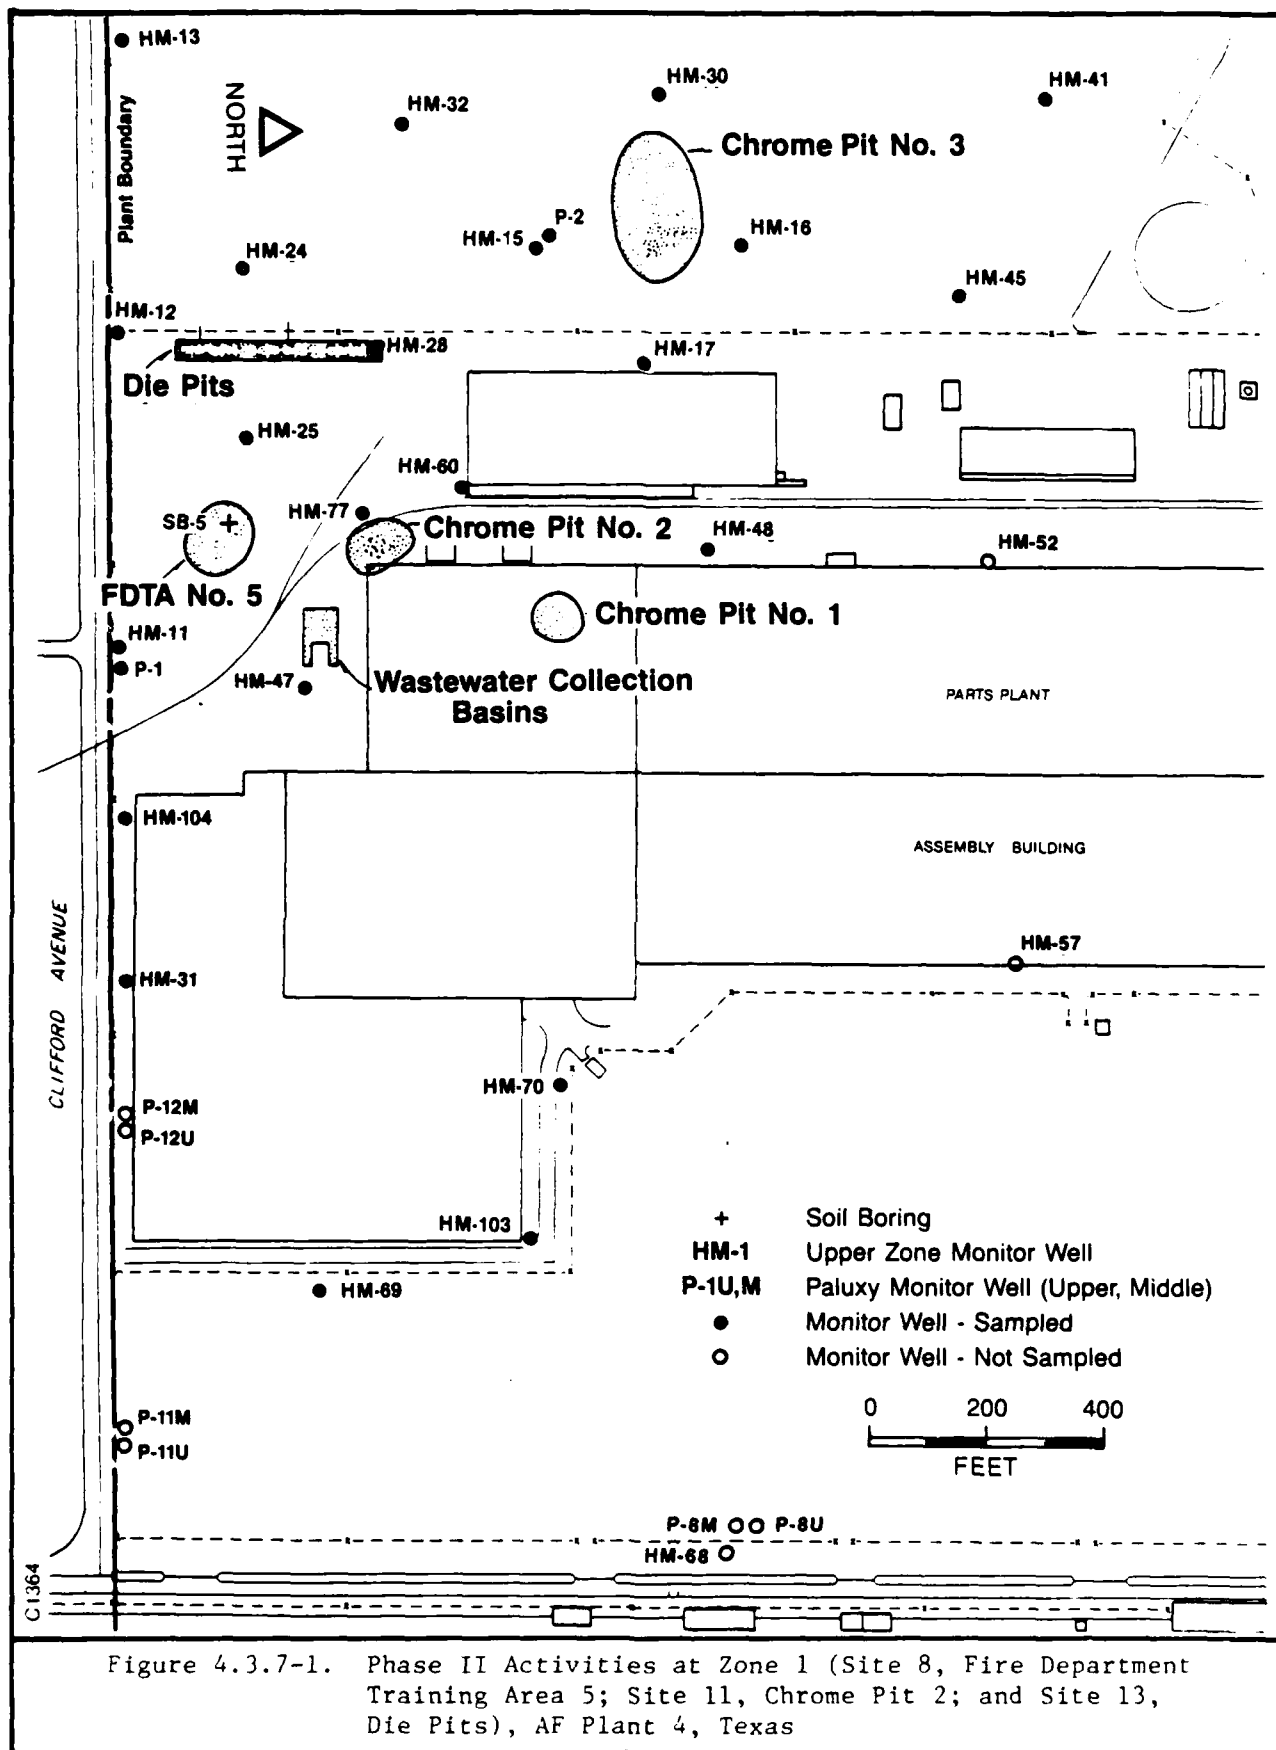 HM-13
HM-30
HM-41
HM-32
NORTH
Plant Boundary
Chrome Pit No. 3
P-2
HM-15
HM-16
HM-24
HM-45
HM-12
HM-28
HM-17
Die Pits
HM-25
HM-60
HM-77
SB-5
Chrome Pit No. 2
HM-48
HM-52
FDTA No. 5
Chrome Pit No. 1
HM-11
P-1
HM-47
Wastewater Collection
Basins
PARTS PLANT
HM-104
ASSEMBLY BUILDING
CLIFFORD AVENUE
HM-57
HM-31
HM-70
P-12M
P-12U
HM-103
+ Soil Boring
HM-1 Upper Zone Monitor Well
P-1U,M Paluxy Monitor Well (Upper, Middle)
Monitor Well - Sampled
Monitor Well - Not Sampled
HM-69
0 200 400
FEET
P-11M
P-11U
P-8M P-8U
HM-68
C1364
Figure 4.3.7-1. Phase II Activities at Zone 1 (Site 8, Fire Department
Training Area 5; Site 11, Chrome Pit 2; and Site 13,
Die Pits), AF Plant 4, Texas